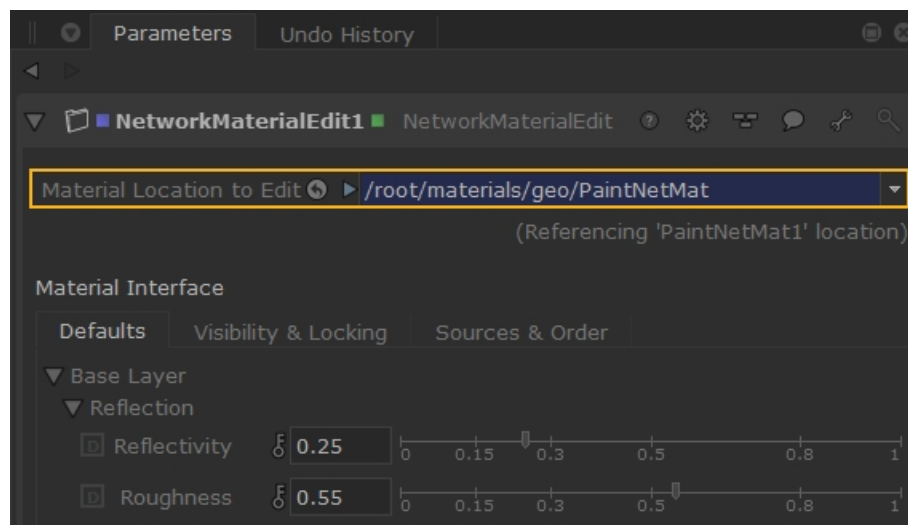 Parameters Undo History
NetworkMaterialEdit1 NetworkMaterialEdit
Material Location to Edit /root/materials/geo/PaintNetMat
(Referencing 'PaintNetMat1' location)
Material Interface
Defaults Visibility & Locking Sources & Order
Base Layer
Reflection
D Reflectivity 0.25 0 0.15 0.3 0.5 0.8 1
D Roughness 0.55 0 0.15 0.3 0.5 0.8 1